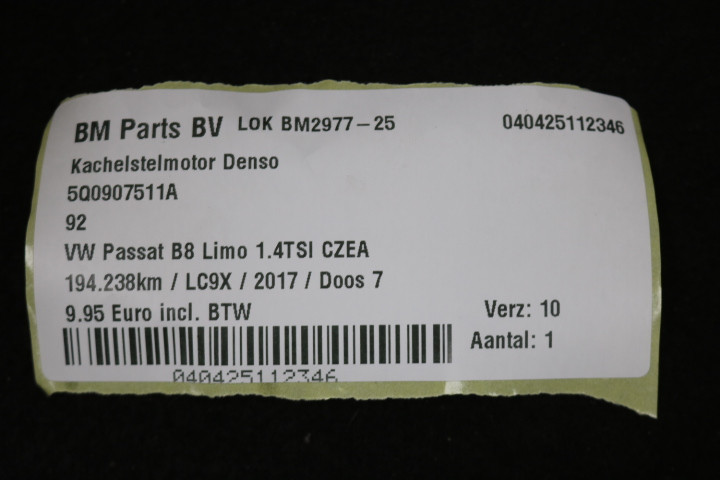 BM Parts BV LOK BM2977-25 040425112346
Kachelstelmotor Denso
5Q0907511A
92
VW Passat B8 Limo 1.4TSI CZEA
194.238km / LC9X / 2017 / Doos 7
9.95 Euro incl. BTW Verz: 10
Aantal: 1
040425112346